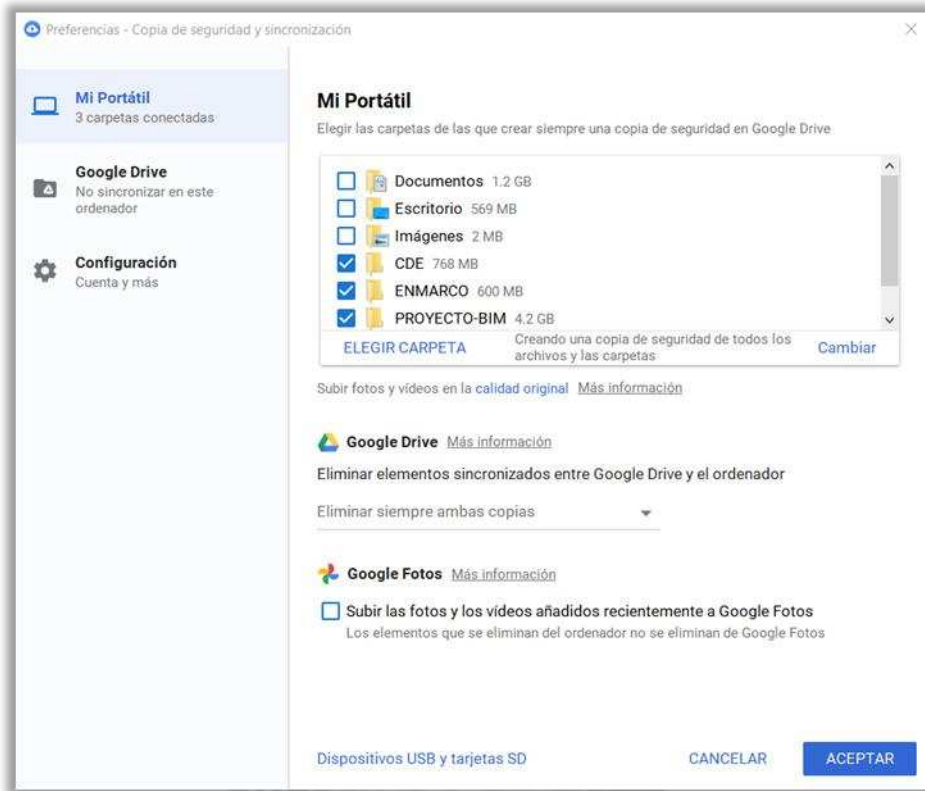 Preferencias - Copia de seguridad y sincronización
Mi Portátil
3 carpetas conectadas
Google Drive
No sincronizar en este
ordenador
Configuración
Cuenta y más
Mi Portátil
Elegir las carpetas de las que crear siempre una copia de seguridad en Google Drive
Documentos 1.2 GB
Escritorio 569 MB
Imágenes 2 MB
CDE 768 MB
ENMARCO 600 MB
PROYECTO-BIM 4.2 GB
ELEGIR CARPETA
Creando una copia de seguridad de todos los
archivos y las carpetas
Cambiar
Subir fotos y vídeos en la calidad original Más información
Google Drive Más información
Eliminar elementos sincronizados entre Google Drive y el ordenador
Eliminar siempre ambas copias
Google Fotos Más información
Subir las fotos y los vídeos añadidos recientemente a Google Fotos
Los elementos que se eliminan del ordenador no se eliminan de Google Fotos
Dispositivos USB y tarjetas SD
CANCELAR
ACEPTAR